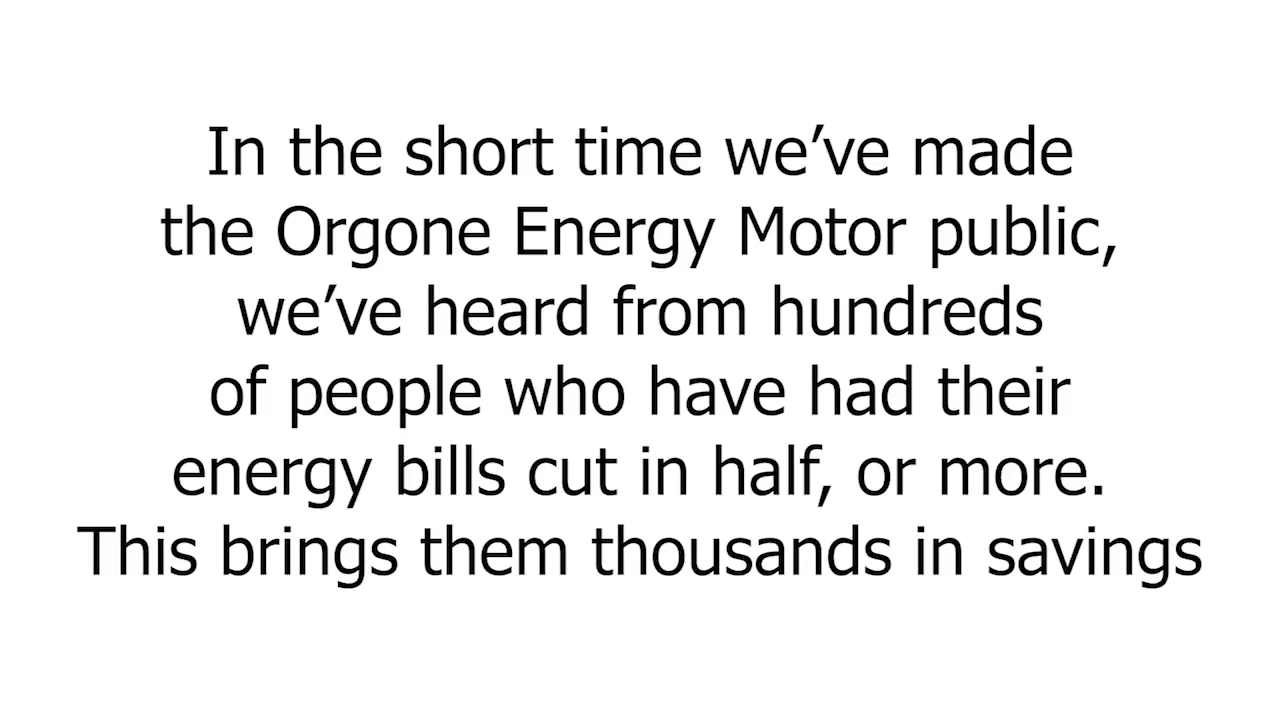 In the short time we’ve made
the Orgone Energy Motor public,
we’ve heard from hundreds
of people who have had their
energy bills cut in half, or more.
This brings them thousands in savings